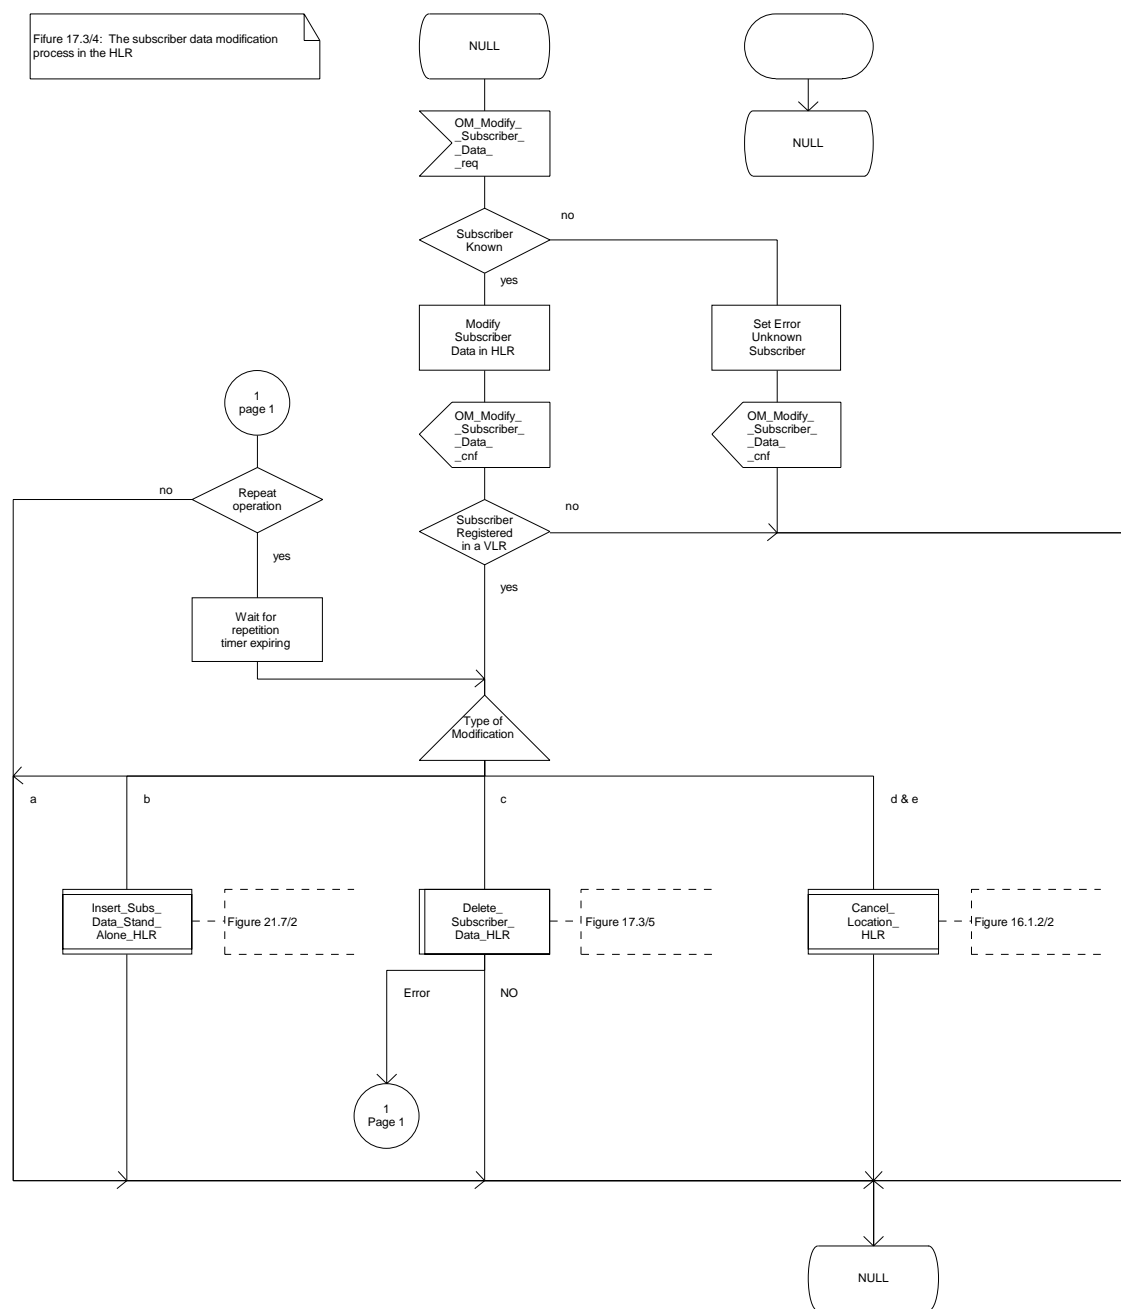 Fifure 17.3/4: The subscriber data modification
process in the HLR
NULL
OM_Modify_
_Subscriber_
_Data_
_req
NULL
Subscriber
Known
no
yes
Modify
Subscriber
Data in HLR
Set Error
Unknown
Subscriber
1
page 1
OM_Modify_
_Subscriber_
_Data_
_cnf
OM_Modify_
_Subscriber_
_Data_
_cnf
no
Repeat
operation
yes
Subscriber
Registered
in a VLR
no
yes
Wait for
repetition
timer expiring
Type of
Modification
a
b
c
d & e
Insert_Subs_
Data_Stand_
Alone_HLR
Figure 21.7/2
Delete_
Subscriber_
Data_HLR
Figure 17.3/5
Cancel_
Location_
HLR
Figure 16.1.2/2
Error
NO
1
Page 1
NULL